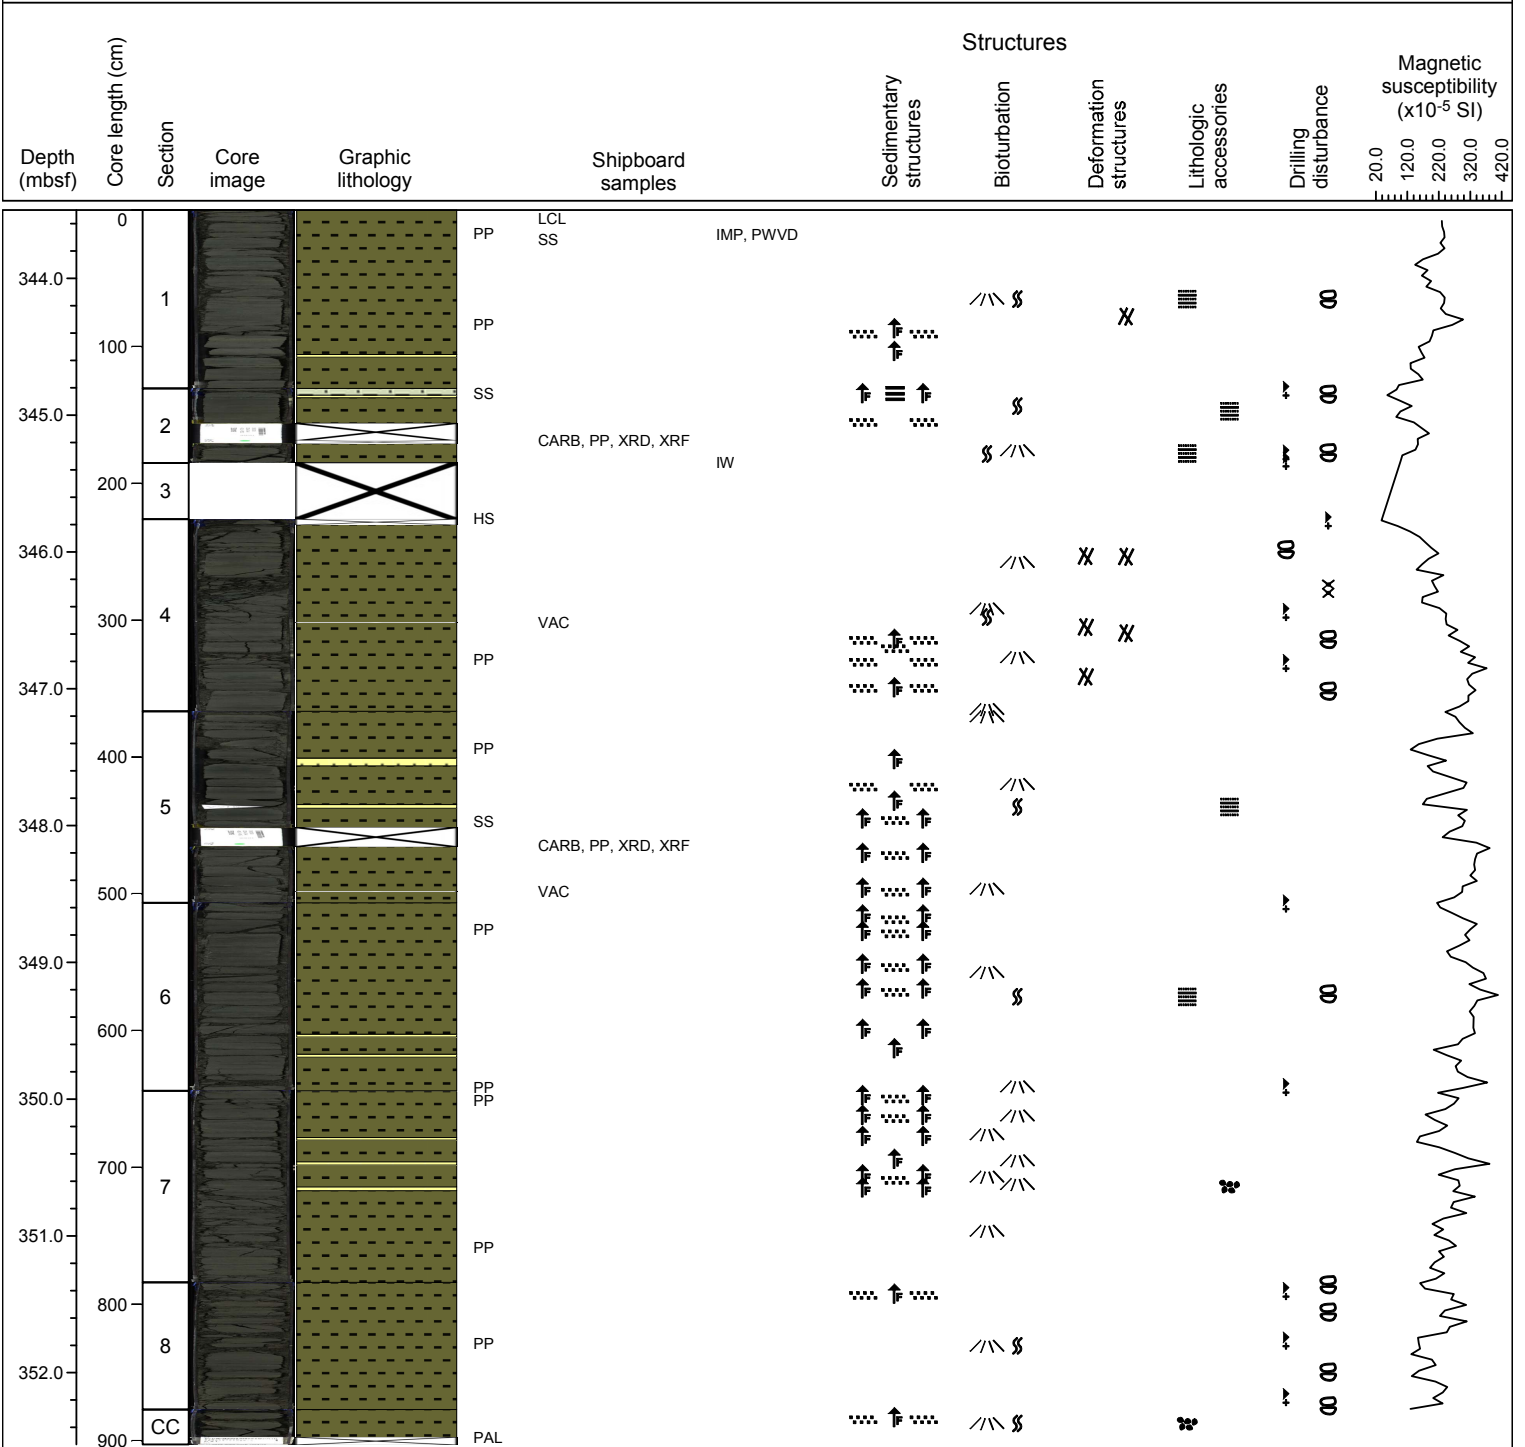 Structures
Depth
(mbsf)
Core length (cm)
Section
Core
image
Graphic
lithology
Shipboard
samples
Sedimentary
structures
Bioturbation
Deformation
structures
Lithologic
accessories
Drilling
disturbance
Magnetic
susceptibility
(x10-5 SI)
20.0
120.0
220.0
320.0
420.0
0
LCL
PP
SS
IMP, PWVD
344.0
1
PP
100
SS
345.0
2
CARB, PP, XRD, XRF
IW
200
3
HS
346.0
4
300
VAC
PP
347.0
PP
400
5
SS
348.0
CARB, PP, XRD, XRF
500
VAC
PP
349.0
6
600
PP
350.0
PP
700
7
351.0
PP
800
8
PP
352.0
CC
900
PAL